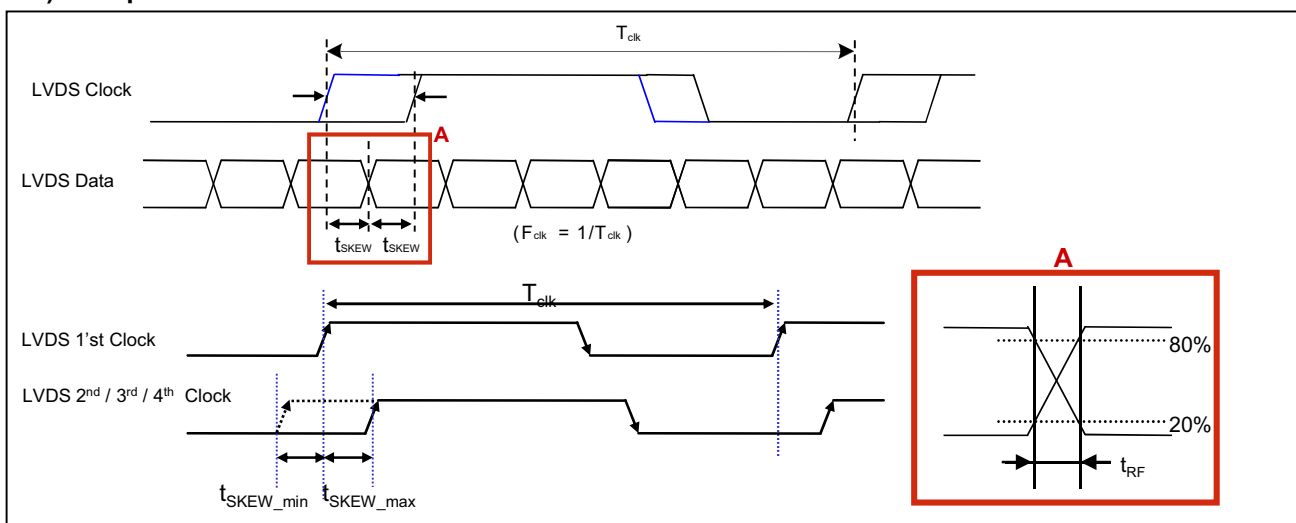 T clk
LVDS Clock
A
LVDS Data
tSKEW tSKEW
(Fclk = 1/Tclk)
A
Tclk
LVDS 1'st Clock
80%
LVDS 2nd / 3rd / 4th Clock
20%
tRF
tSKEW_min tSKEW_max